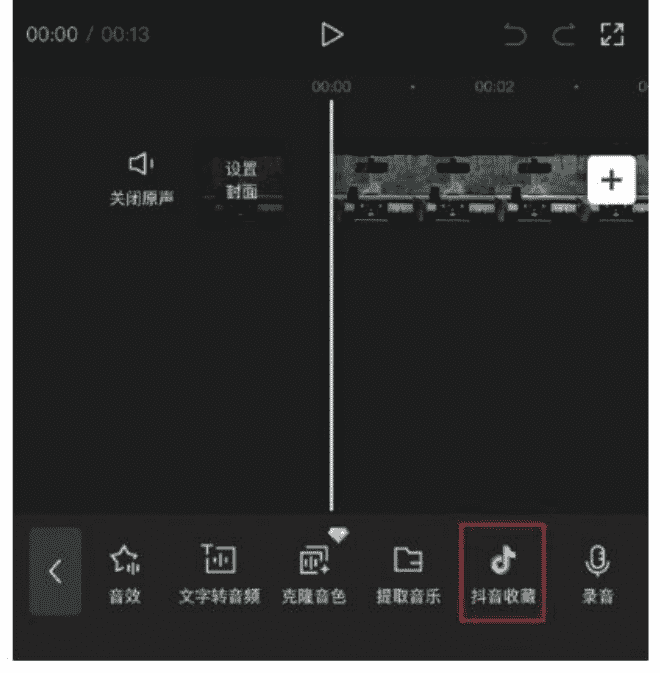 00:00 / 00:13
00:00
00:02
0
关闭原声
设置
封面
音效
文字转音频
克隆音色
提取音乐
抖音收藏
录音